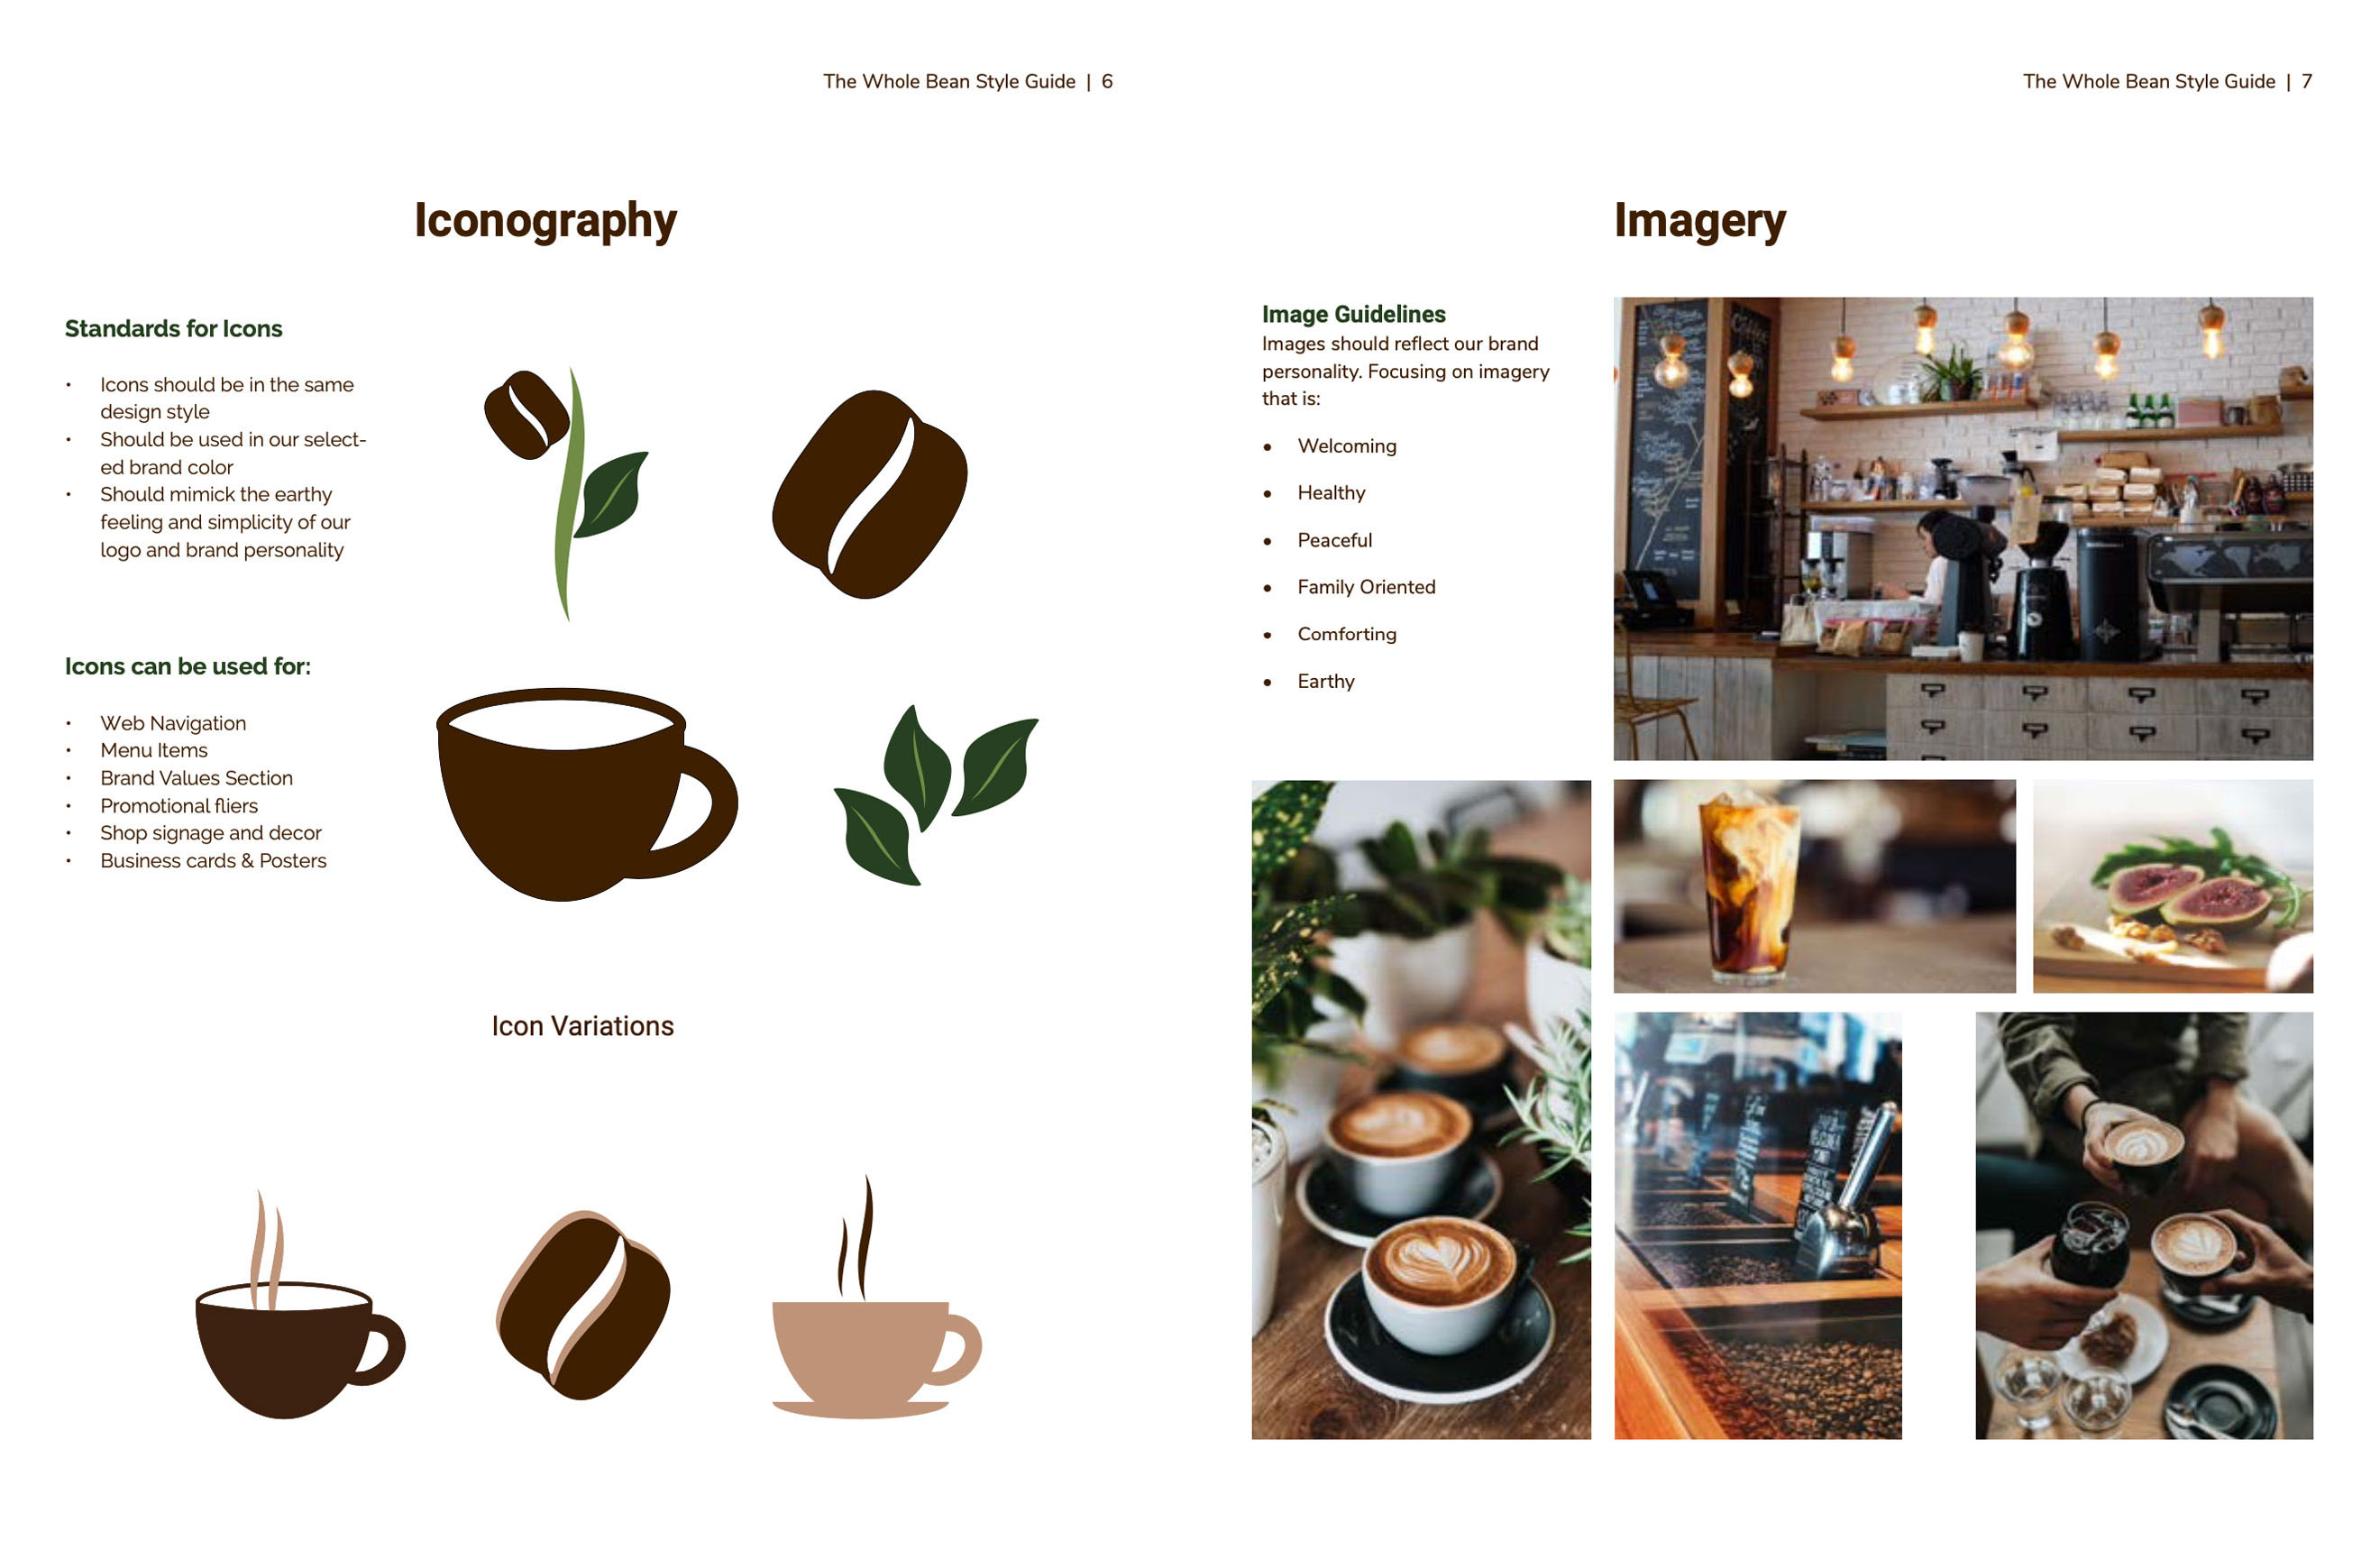 The Whole Bean Style Guide | 6
Iconography
Standards for Icons
• Icons should be in the same
design style
• Should be used in our select-
ed brand color
• Should mimick the earthy
feeling and simplicity of our
logo and brand personality
Icons can be used for:
• Web Navigation
• Menu Items
• Brand Values Section
• Promotional fliers
• Shop signage and decor
• Business cards & Posters
Icon Variations
The Whole Bean Style Guide | 7
Imagery
Image Guidelines
Images should reflect our brand
personality. Focusing on imagery
that is:
• Welcoming
• Healthy
• Peaceful
• Family Oriented
• Comforting
• Earthy